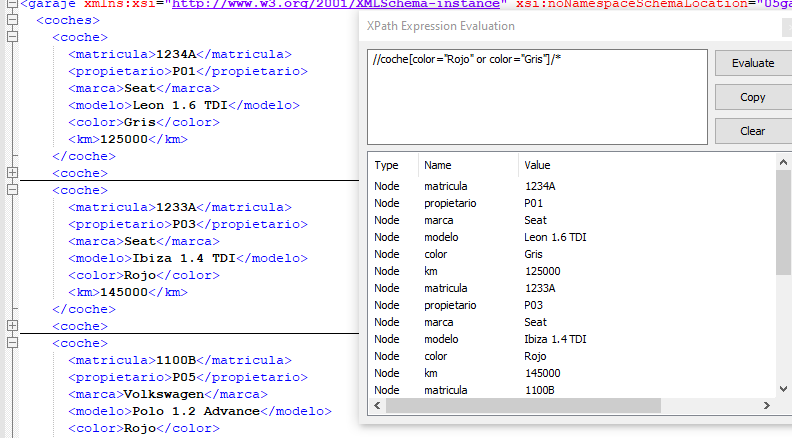 <garaje xmlns:xsi="http://www.w3.org/2001/XMLSchema-instance" xsi:noNamespaceSchemaLocation="05ga
<coches>
<coche>
<matricula>1234A</matricula>
<propietario>P01</propietario>
<marca>Seat</marca>
<modelo>Leon 1.6 TDI</modelo>
<color>Gris</color>
<km>125000</km>
</coche>
<coche>
<coche>
<matricula>1233A</matricula>
<propietario>P03</propietario>
<marca>Seat</marca>
<modelo>Ibiza 1.4 TDI</modelo>
<color>Rojo</color>
<km>145000</km>
</coche>
<coche>
<coche>
<matricula>1100B</matricula>
<propietario>P05</propietario>
<marca>Volkswagen</marca>
<modelo>Polo 1.2 Advance</modelo>
<color>Rojo</color>
XPath Expression Evaluation
//coche[color="Rojo" or color="Gris"]/*
Evaluate
Copy
Clear
Type Name Value
Node matricula 1234A
Node propietario P01
Node marca Seat
Node modelo Leon 1.6 TDI
Node color Gris
Node km 125000
Node matricula 1233A
Node propietario P03
Node marca Seat
Node modelo Ibiza 1.4 TDI
Node color Rojo
Node km 145000
Node matricula 1100B